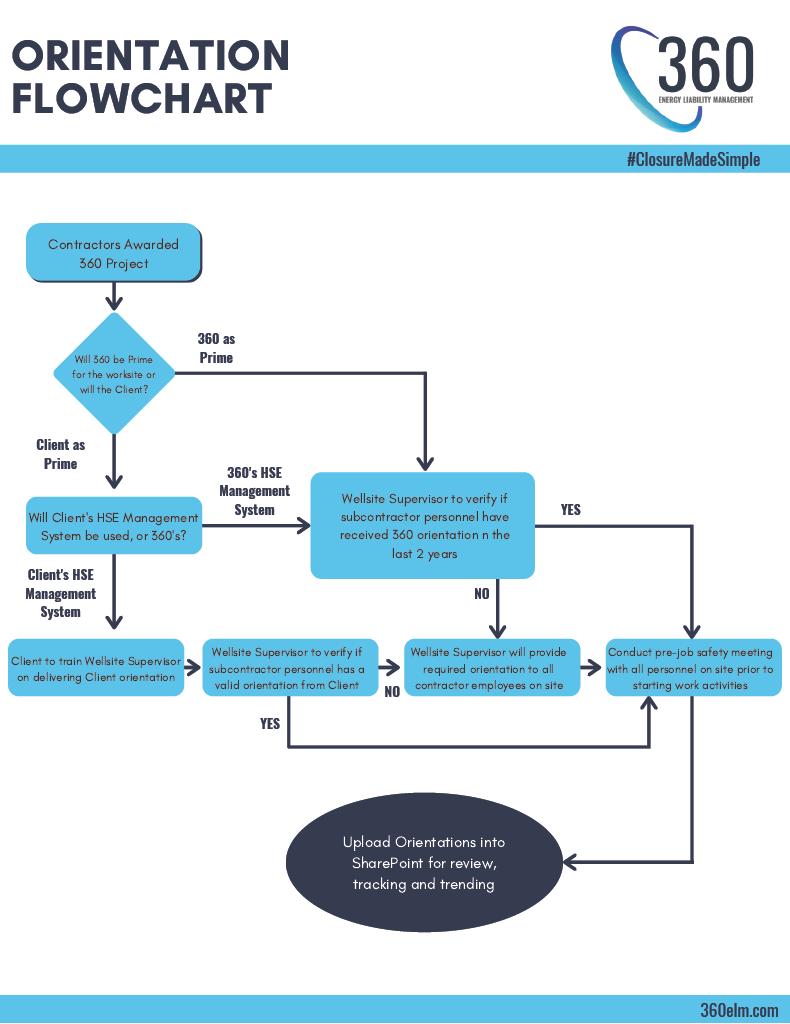 ORIENTATION
FLOWCHART
360
ENERGY LIABILITY MANAGEMENT
#ClosureMadeSimple
Contractors Awarded
360 Project
Will 360 be Prime
for the worksite or
will the Client?
360 as
Prime
Client as
Prime
Will Client's HSE Management
System be used, or 360's?
360's HSE
Management
System
Wellsite Supervisor to verify if
subcontractor personnel have
received 360 orientation n the
last 2 years
YES
NO
Client's HSE
Management
System
Client to train Wellsite Supervisor
on delivering Client orientation
Wellsite Supervisor to verify if
subcontractor personnel has a
valid orientation from Client
NO
YES
Wellsite Supervisor will provide
required orientation to all
contractor employees on site
Conduct pre-job safety meeting
with all personnel on site prior to
starting work activities
Upload Orientations into
SharePoint for review,
tracking and trending
360elm.com